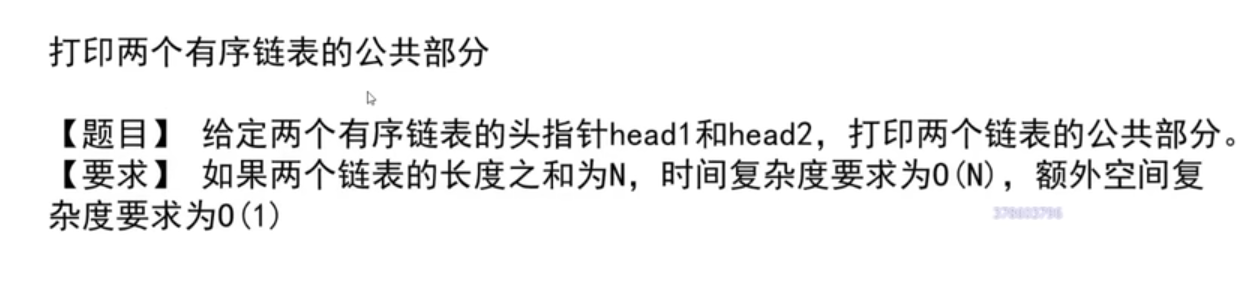 打印两个有序链表的公共部分
【题目】 给定两个有序链表的头指针head1和head2，打印两个链表的公共部分。
【要求】 如果两个链表的长度之和为N，时间复杂度要求为O(N)，额外空间复
杂度要求为O(1)